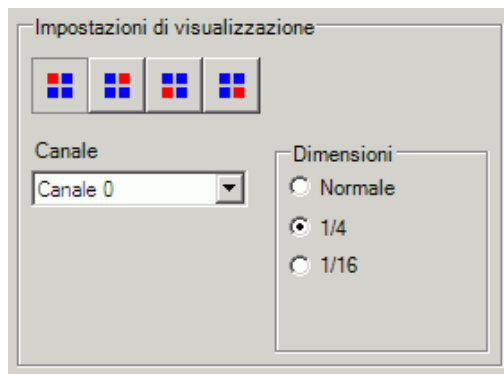 Impostazioni di visualizzazione
Canale
Canale 0
Dimensioni
Normale
1/4
1/16